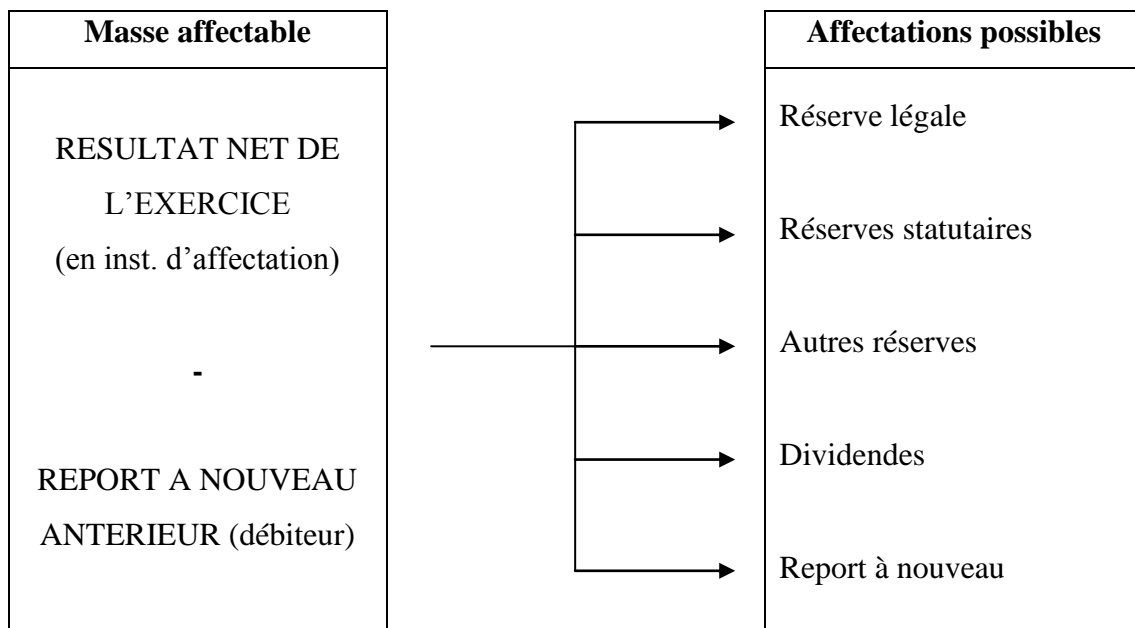 Masse affectable
RESULTAT NET DE
L’EXERCICE
(en inst. d’affectation)
-
REPORT A NOUVEAU
ANTERIEUR (débiteur)
Affectations possibles
Réserve légale
Réserves statutaires
Autres réserves
Dividendes
Report à nouveau